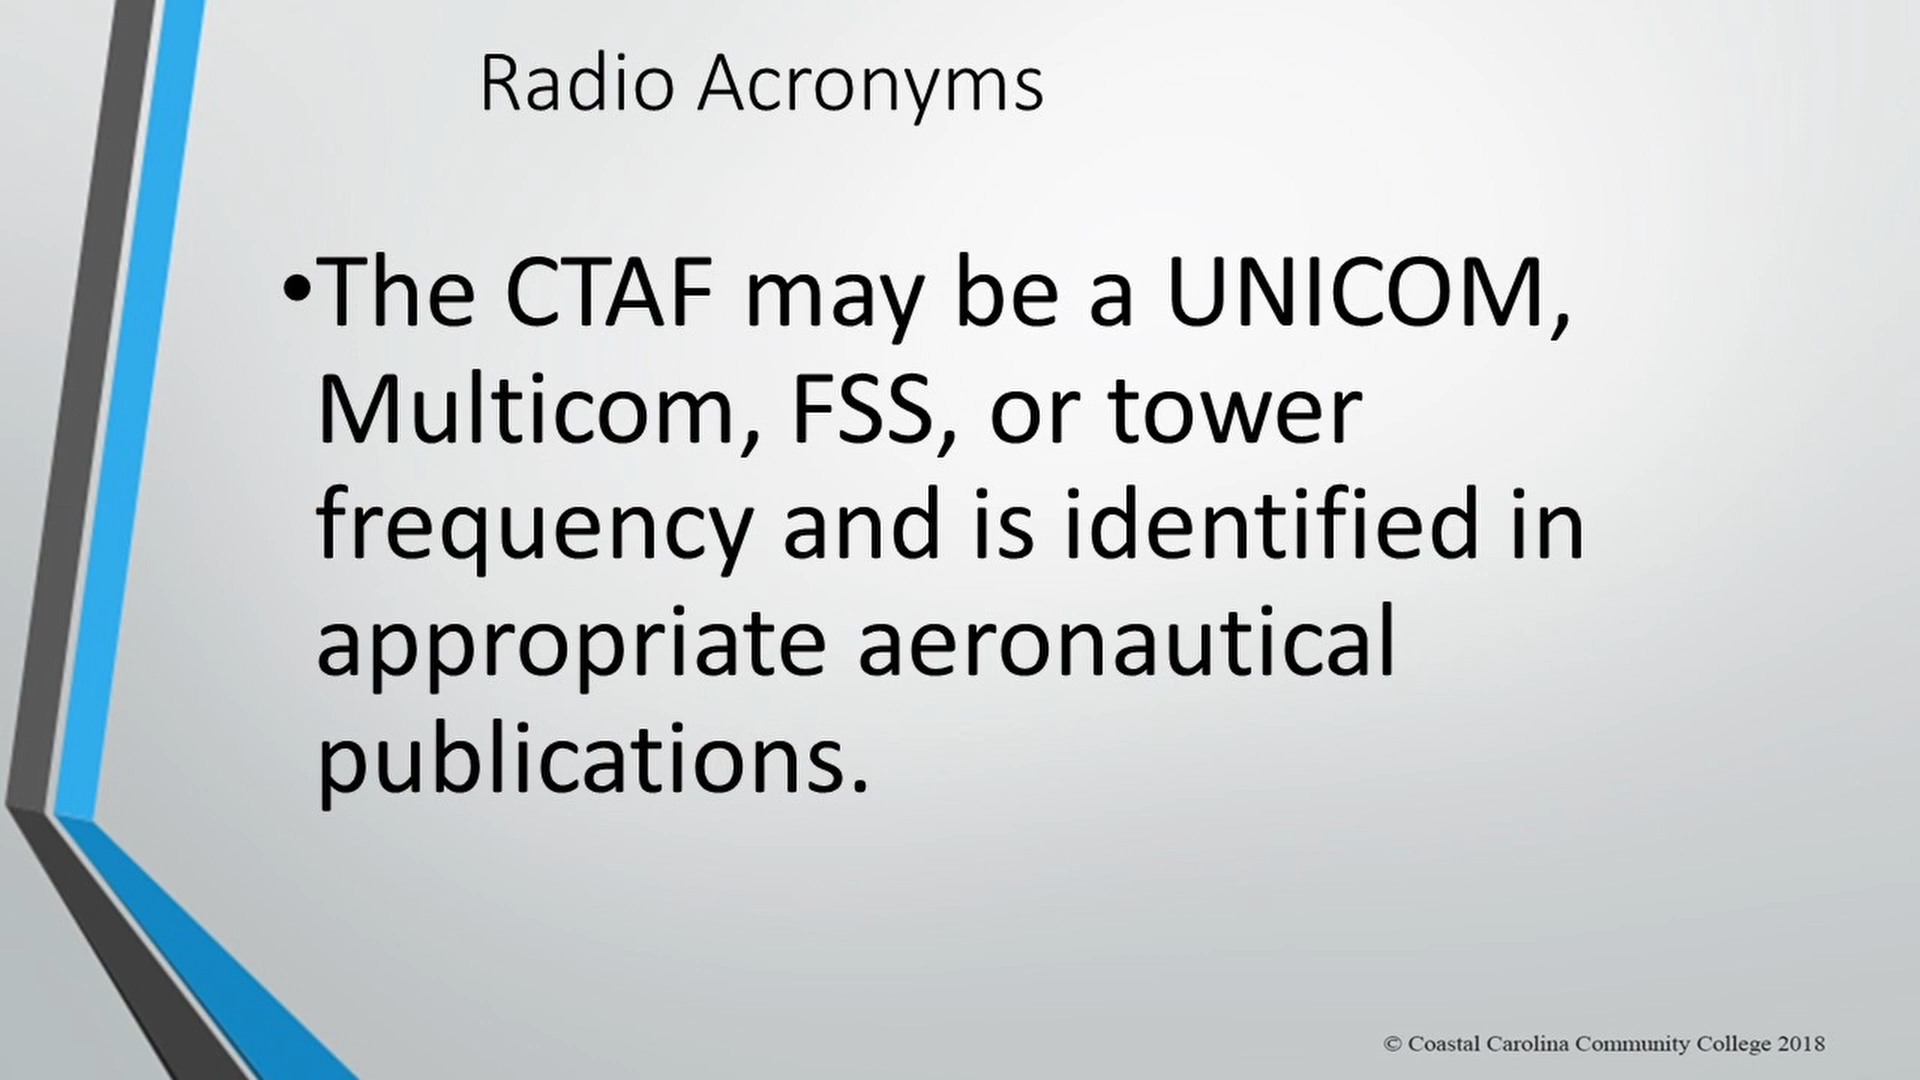 Radio Acronyms
•The CTAF may be a UNICOM,
Multicom, FSS, or tower
frequency and is identified in
appropriate aeronautical
publications.
© Coastal Carolina Community College 2018